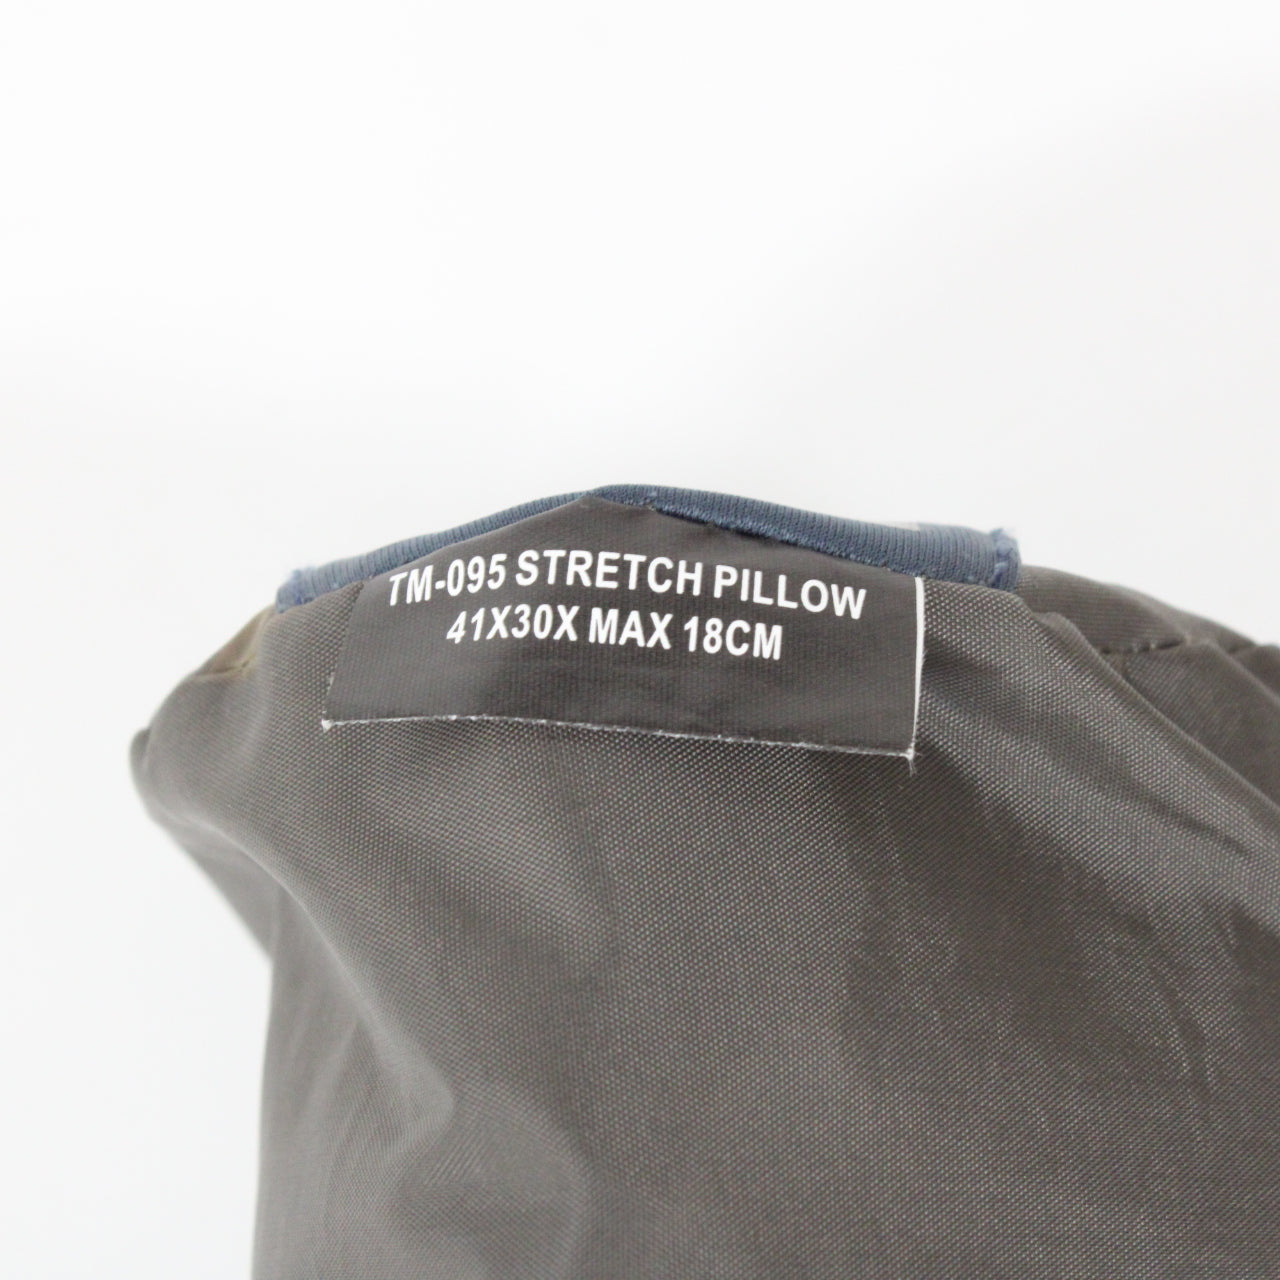 TM-095 STRETCH PILLOW
41X30X MAX 18CM